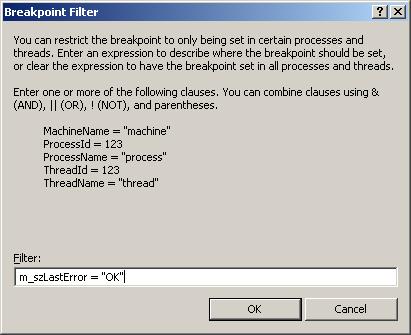 Breakpoint Filter
You can restrict the breakpoint to only being set in certain processes and
threads. Enter an expression to describe where the breakpoint should be set,
or clear the expression to have the breakpoint set in all processes and threads.
Enter one or more of the following clauses. You can combine clauses using &
(AND), || (OR), ! (NOT), and parentheses.
MachineName = "machine"
ProcessId = 123
ProcessName = "process"
ThreadId = 123
ThreadName = "thread"
Filter:
m_szLastError = "OK"
OK
Cancel